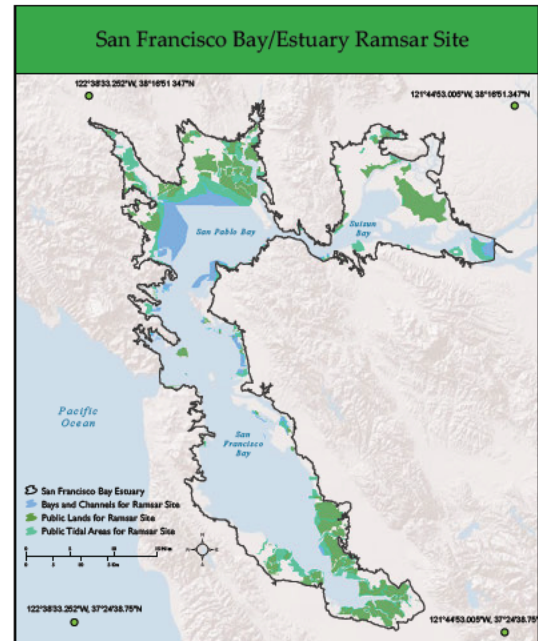 San Francisco Bay/Estuary Ramsar Site
122°38'33.252"W, 38°16'51.347"N
121°44'53.005"W, 38°16'51.347"N
San Pablo Bay
Suisun
Bay
Pacific
Ocean
San
Francisco
Bay
San Francisco Bay Estuary
Bays and Channels for Ramsar Site
Public Lands for Ramsar Site
Public Tidal Areas for Ramsar Site
122°38'33.252"W, 37°24'38.75"N
121°44'53.005"W, 37°24'38.75"N